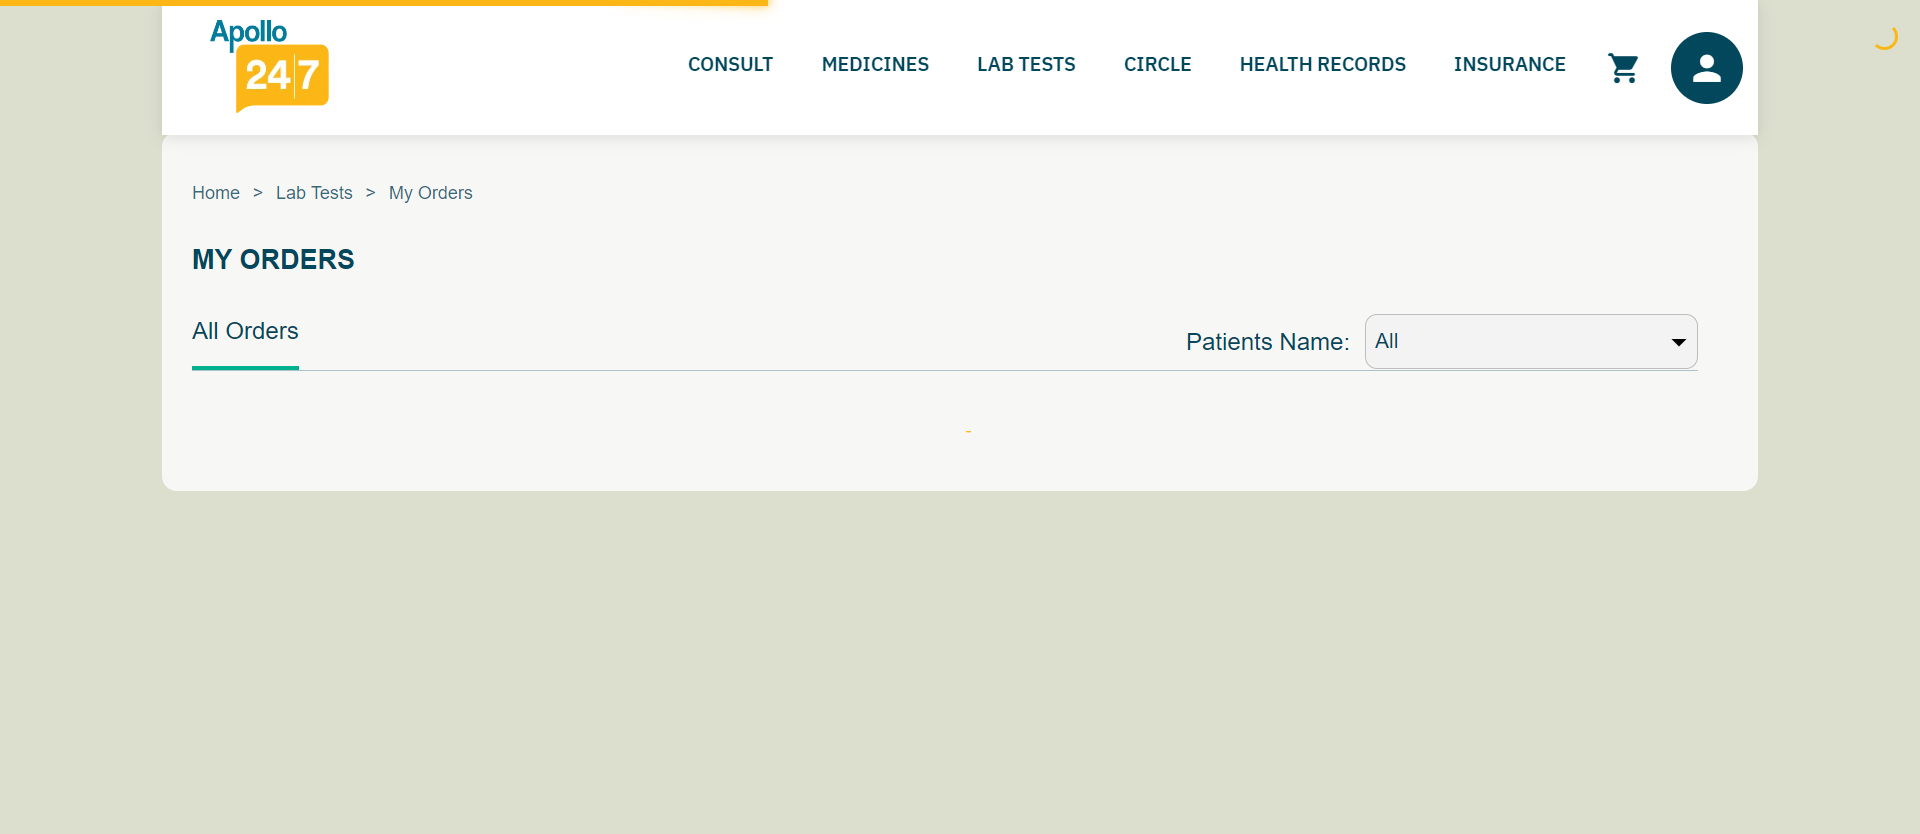 Apollo
24|7
CONSULT MEDICINES LAB TESTS CIRCLE HEALTH RECORDS INSURANCE
Home > Lab Tests > My Orders
MY ORDERS
All Orders
Patients Name: All